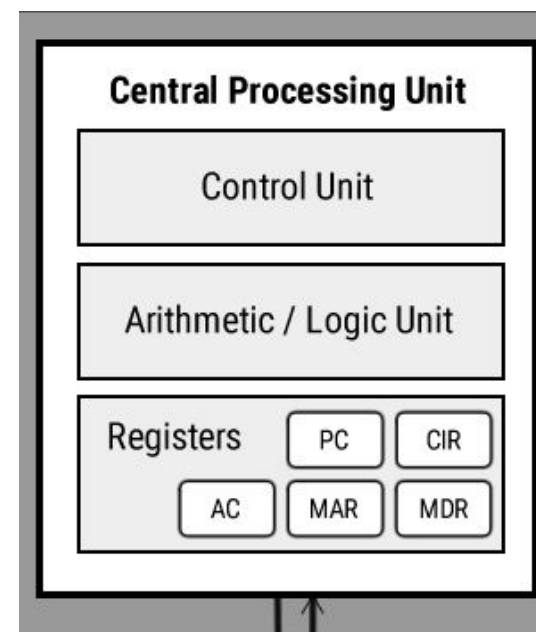 Central Processing Unit
Control Unit
Arithmetic / Logic Unit
Registers PC CIR
AC MAR MDR